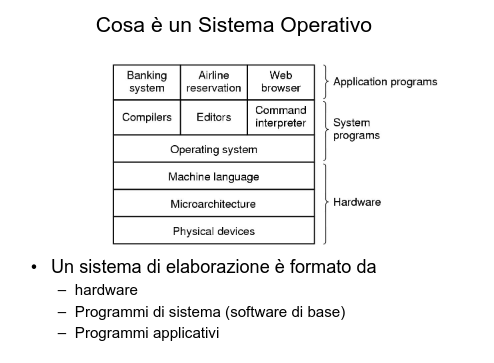 Cosa è un Sistema Operativo
Banking system
Airline reservation
Web browser
Application programs
Compilers
Editors
Command interpreter
System programs
Operating system
Machine language
Microarchitecture
Hardware
Physical devices
• Un sistema di elaborazione è formato da
– hardware
– Programmi di sistema (software di base)
– Programmi applicativi